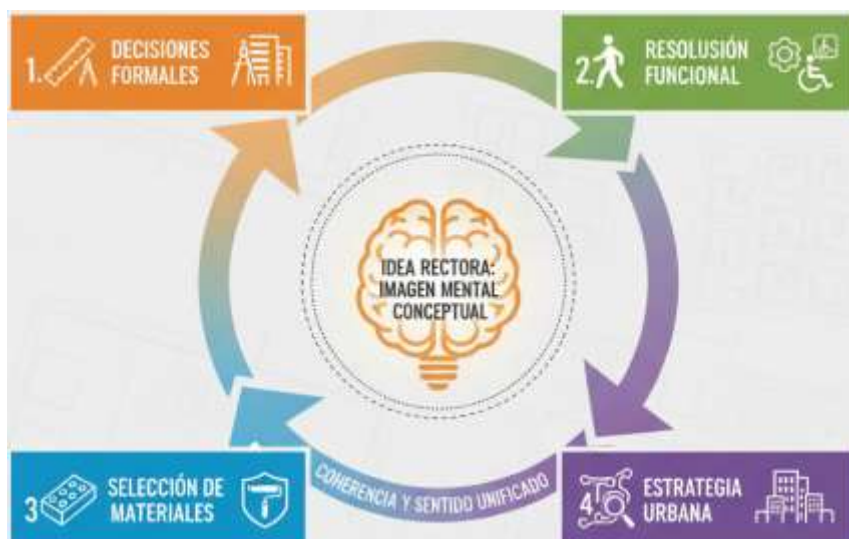 1. DECISIONES
FORMALES
2. RESOLUSIÓN
FUNCIONAL
IDEA RECTORA:
IMAGEN MENTAL
CONCEPTUAL
3 SELECCIÓN DE
MATERIALES
COHERENCIA Y SENTIDO UNIFICADO
4. ESTRATEGIA
URBANA